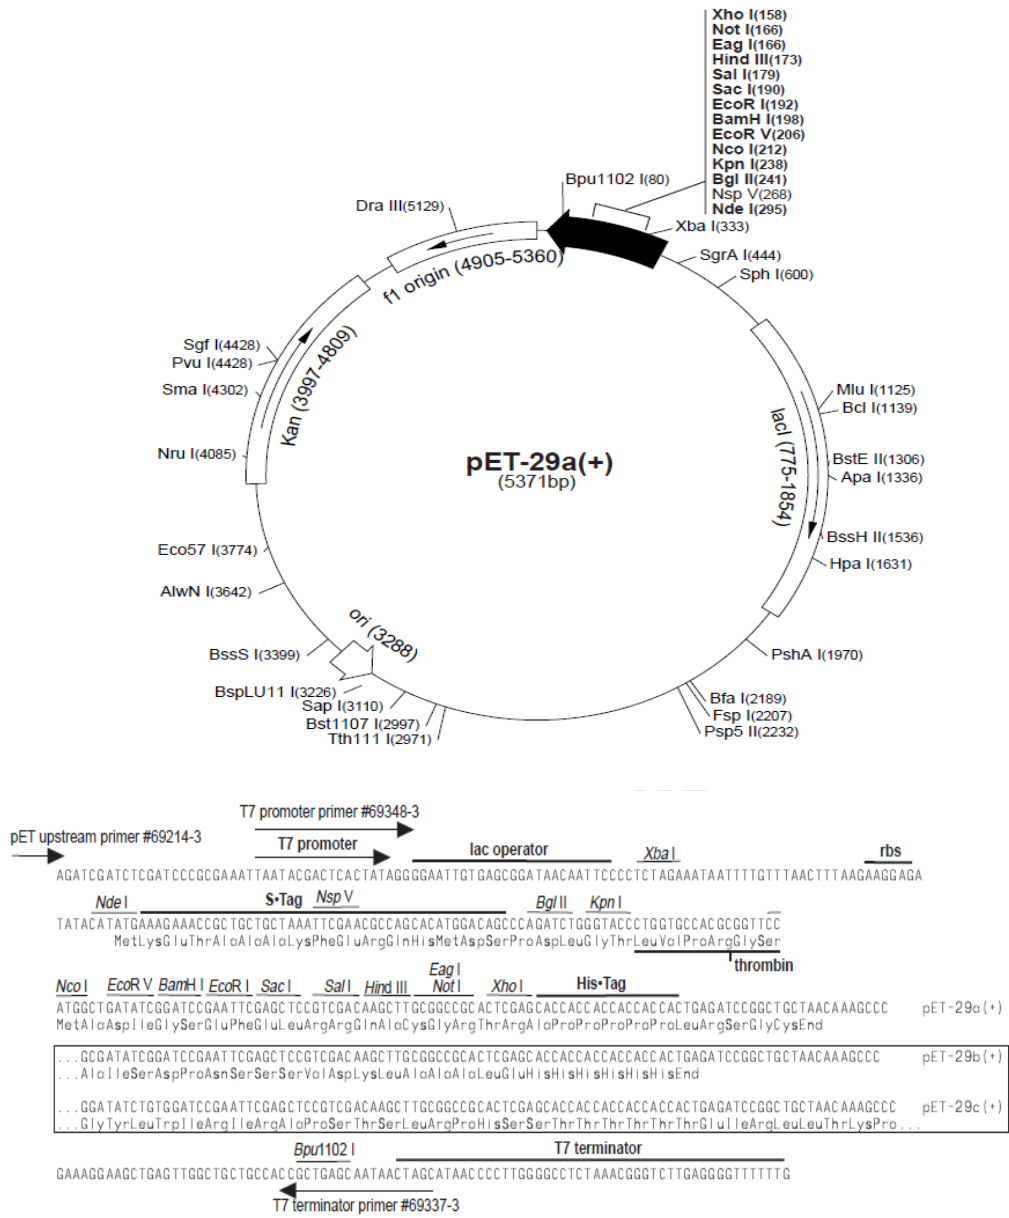 Xho I(158)
Not I(166)
Eag I(166)
Hind III(173)
Sal I(179)
Sac I(190)
EcoR I(192)
BamH I(198)
EcoR V(206)
Nco I(212)
Kpn I(238)
Bgl II(241)
Nsp V(268)
Nde I(295)
Bpu1102 I(80)
Xba I(333)
SgrA I(444)
Sph I(600)
Dra III(5129)
f1 origin (4905-5360)
Sgf I(4428)
Pvu I(4428)
Sma I(4302)
Kan (3997-4809)
Nru I(4085)
pET-29a(+)
(5371bp)
lacI (775-1854)
Mlu I(1125)
Bcl I(1139)
BstE II(1306)
Apa I(1336)
BssH II(1536)
Hpa I(1631)
Eco57 I(3774)
AlwN I(3642)
ori (3288)
BssS I(3399)
PshA I(1970)
BspLU11 I(3226)
Sap I(3110)
Bst1107 I(2997)
Tth111 I(2971)
Bfa I(2189)
Fsp I(2207)
Psp5 II(2232)
T7 promoter primer #69348-3
pET upstream primer #69214-3
T7 promoter lac operator Xba I rbs
AGATCGATCTCGATCCCGCGAAATTAATACGACTCACTATAGGGGAATTGTGAGCGGATAACAATTCCCCTCTAGAAATAATTTTGTTTAACTTTAAGAAGGAGA
Nde I S•Tag Nsp V Bgl II Kpn I
TATACATATGAAAGAAACCGCTGCTGCTAAATTCGAACGCCAGCACATGGACAGCCCAGATCTGGGTACCCTGGTGCCACGCGGTTCC
MetLysGluThrAlaAlaAlaLysPheGluArgGlnHisMetAspSerProAspLeuGlyThrLeuValProArgGlySer
thrombin
Nco I EcoR V BamH I EcoR I Sac I Sal I Hind III Eag I Not I Xho I His•Tag
ATGGCTGATATCGGATCCGAATTCGAGCTCCGTCGACAAGCTTGCGGCCGCACTCGAGCACCACCACCACCACCACTGAGATCCGGCTGCTAACAAAGCCC pET-29a(+)
MetAlaAspIleGlySerGluPheGluLeuArgArgGlnAlaCysGlyArgThrArgAlaProProProProProProLeuArgSerGlyCysEnd
...GCGATATCGGATCCGAATTCGAGCTCCGTCGACAAGCTTGCGGCCGCACTCGAGCACCACCACCACCACCACTGAGATCCGGCTGCTAACAAAGCCC pET-29b(+)
...AlaIleSerAspProAsnSerSerSerValAspLysLeuAlaAlaAlaLeuGluHisHisHisHisHisHisEnd
...GGATATCTGTGGATCCGAATTCGAGCTCCGTCGACAAGCTTGCGGCCGCACTCGAGCACCACCACCACCACCACTGAGATCCGGCTGCTAACAAAGCCC pET-29c(+)
...GlyTyrLeuTrpIleArgIleArgAlaProSerThrSerLeuArgProHisSerSerThrThrThrThrThrThrGluIleArgLeuLeuThrLysPro...
Bpu1102 I T7 terminator
GAAAGGAAGCTGAGTTGGCTGCTGCCACCGCTGAGCAATAACTAGCATAACCCCTTGGGGCCTCTAAACGGGTCTTGAGGGGTTTTTTG
T7 terminator primer #69337-3